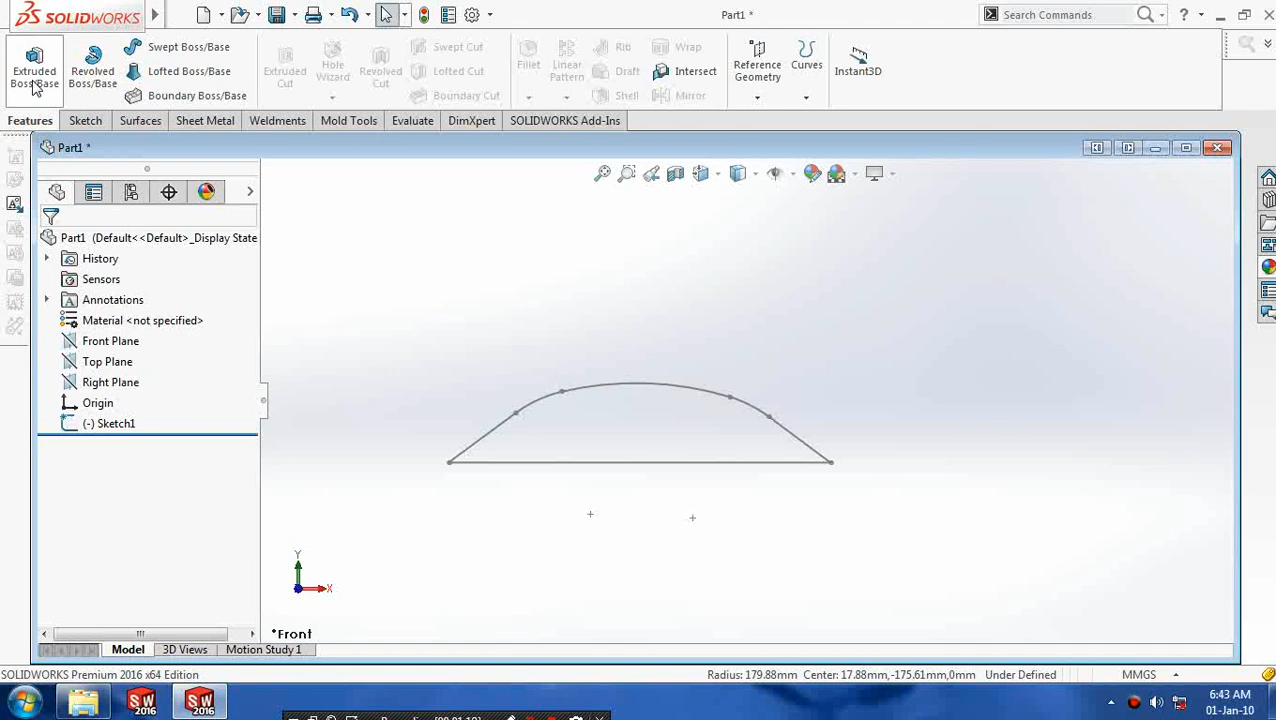 SOLIDWORKS
Part1 *
Search Commands
?
Extruded Boss/Base
Revolved Boss/Base
Swept Boss/Base
Lofted Boss/Base
Boundary Boss/Base
Extruded Cut
Hole Wizard
Revolved Cut
Swept Cut
Lofted Cut
Boundary Cut
Fillet
Linear Pattern
Rib
Draft
Shell
Wrap
Intersect
Mirror
Reference Geometry
Curves
Instant3D
Features
Sketch
Surfaces
Sheet Metal
Weldments
Mold Tools
Evaluate
DimXpert
SOLIDWORKS Add-Ins
Part1 *
Part1 (Default<<Default>_Display State
History
Sensors
Annotations
Material <not specified>
Front Plane
Top Plane
Right Plane
Origin
(-) Sketch1
Y
X
*Front
Model
3D Views
Motion Study 1
SOLIDWORKS Premium 2016 x64 Edition
Radius: 179.88mm Center: 17.88mm,-175.61mm,0mm
Under Defined
MMGS
SW 2016
SW 2016
6:43 AM
01-Jan-10